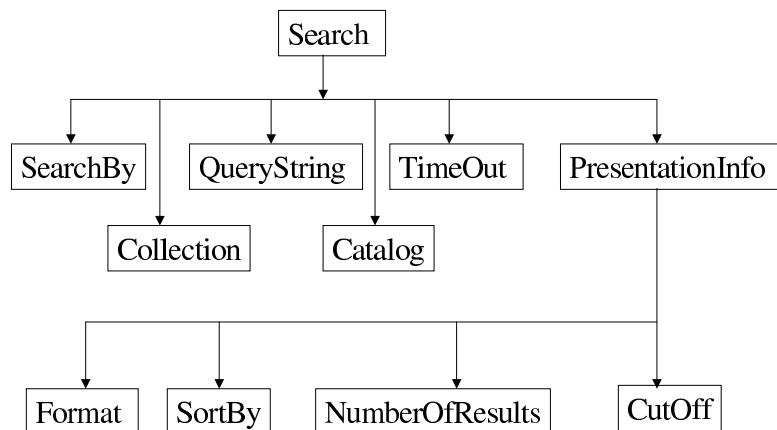 Search
SearchBy
QueryString
TimeOut
PresentationInfo
Collection
Catalog
Format
SortBy
NumberOfResults
CutOff